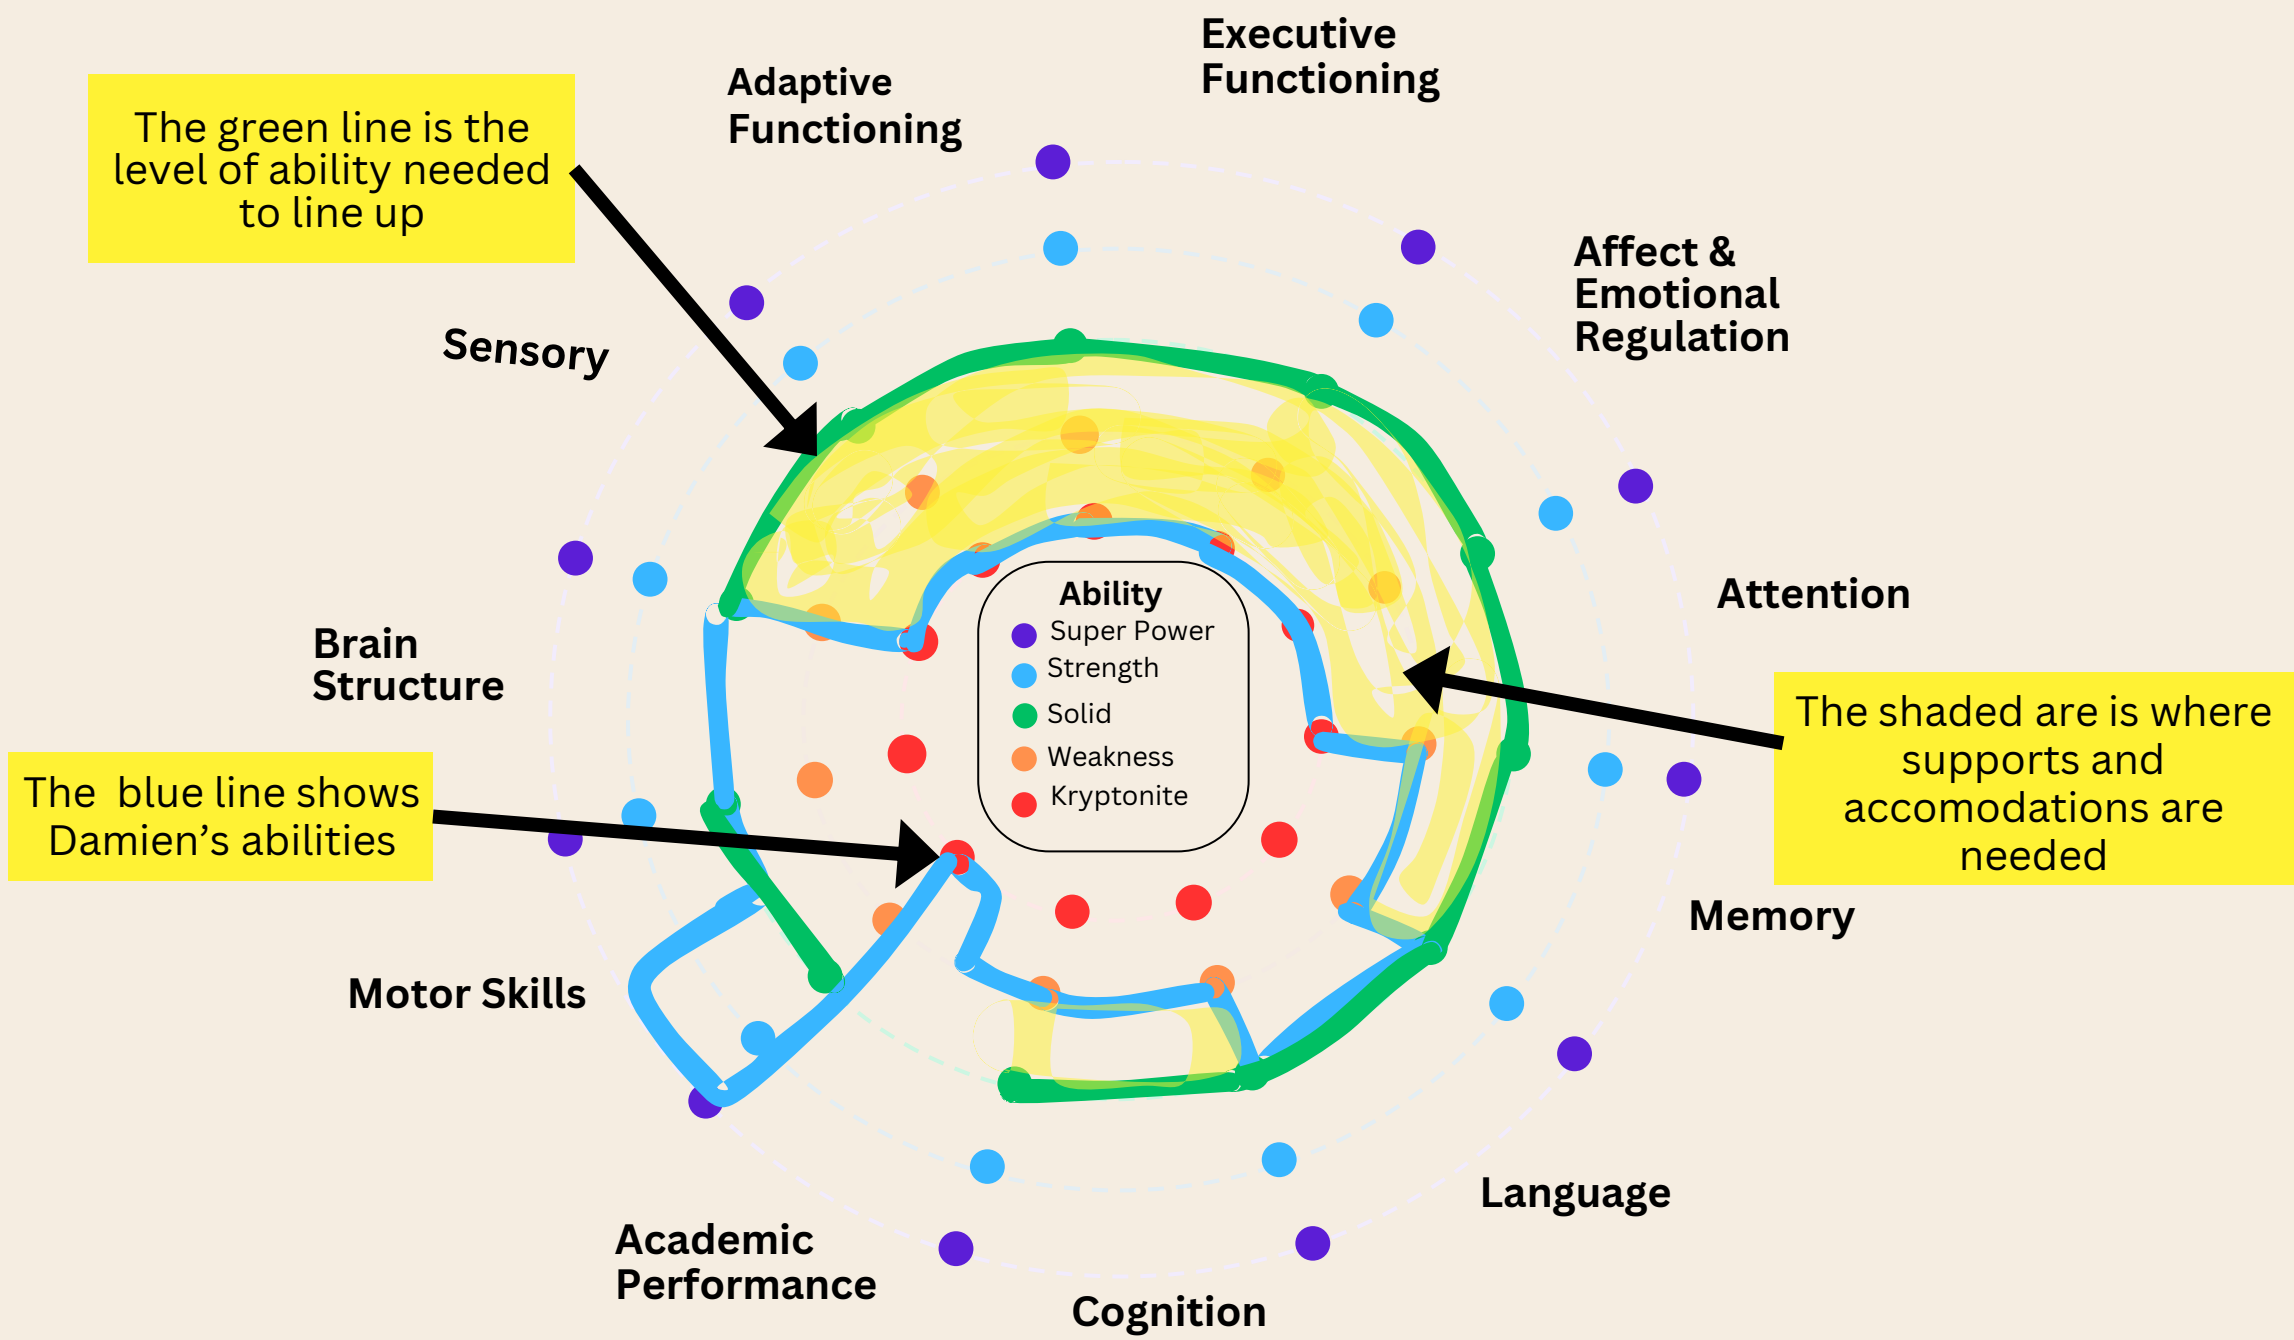 Executive
Functioning
Adaptive
Functioning
The green line is the
level of ability needed
to line up
Affect &
Emotional
Regulation
Sensory
Attention
Ability
Super Power
Strength
Solid
Weakness
Kryptonite
Brain
Structure
The shaded are is where
supports and
accomodations are
needed
The blue line shows
Damien's abilities
Memory
Motor Skills
Language
Academic
Performance
Cognition